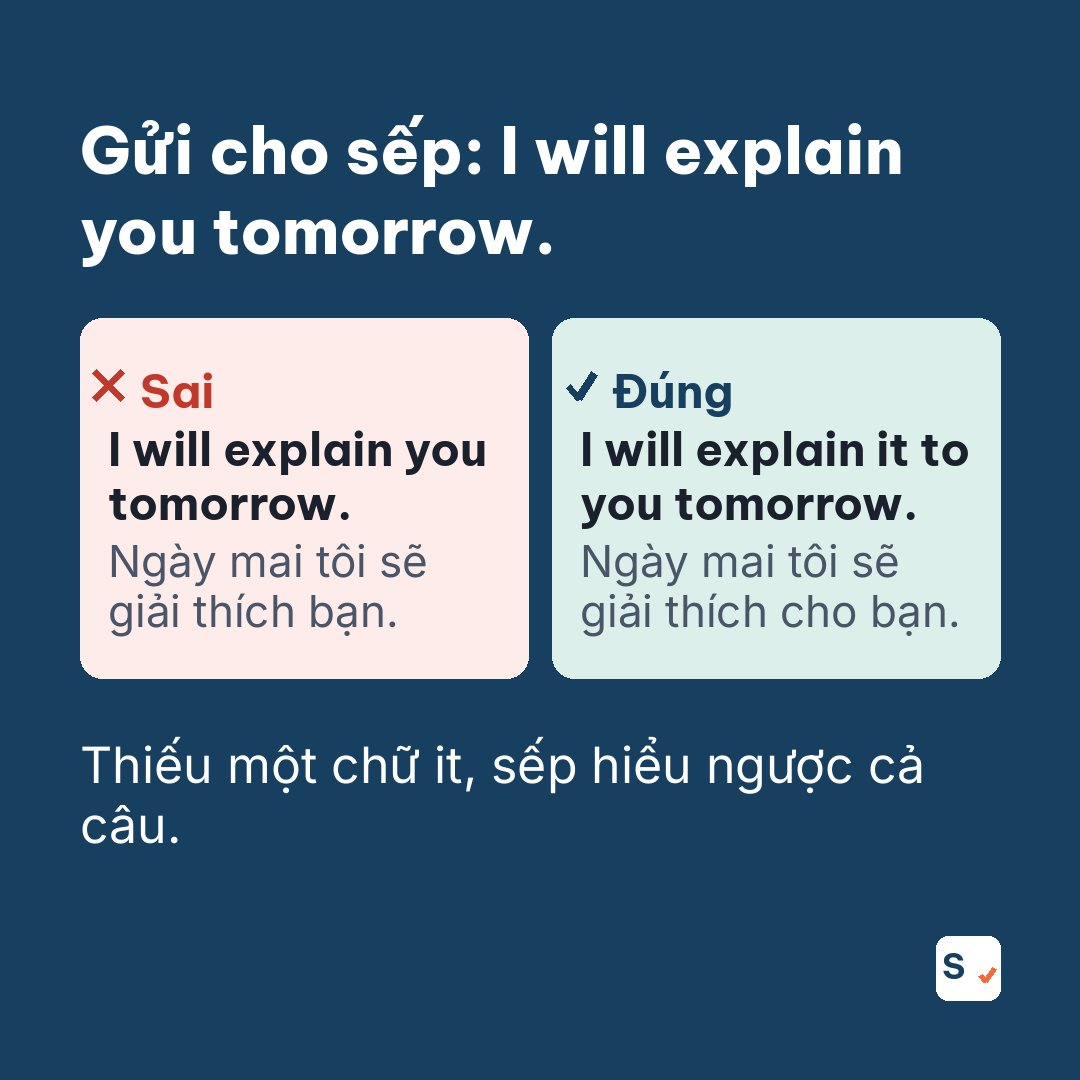 Gửi cho sếp: I will explain
you tomorrow.
Sai
I will explain you
tomorrow.
Ngày mai tôi sẽ
giải thích bạn.
Đúng
I will explain it to
you tomorrow.
Ngày mai tôi sẽ
giải thích cho bạn.
Thiếu một chữ it, sếp hiểu ngược cả
câu.
S